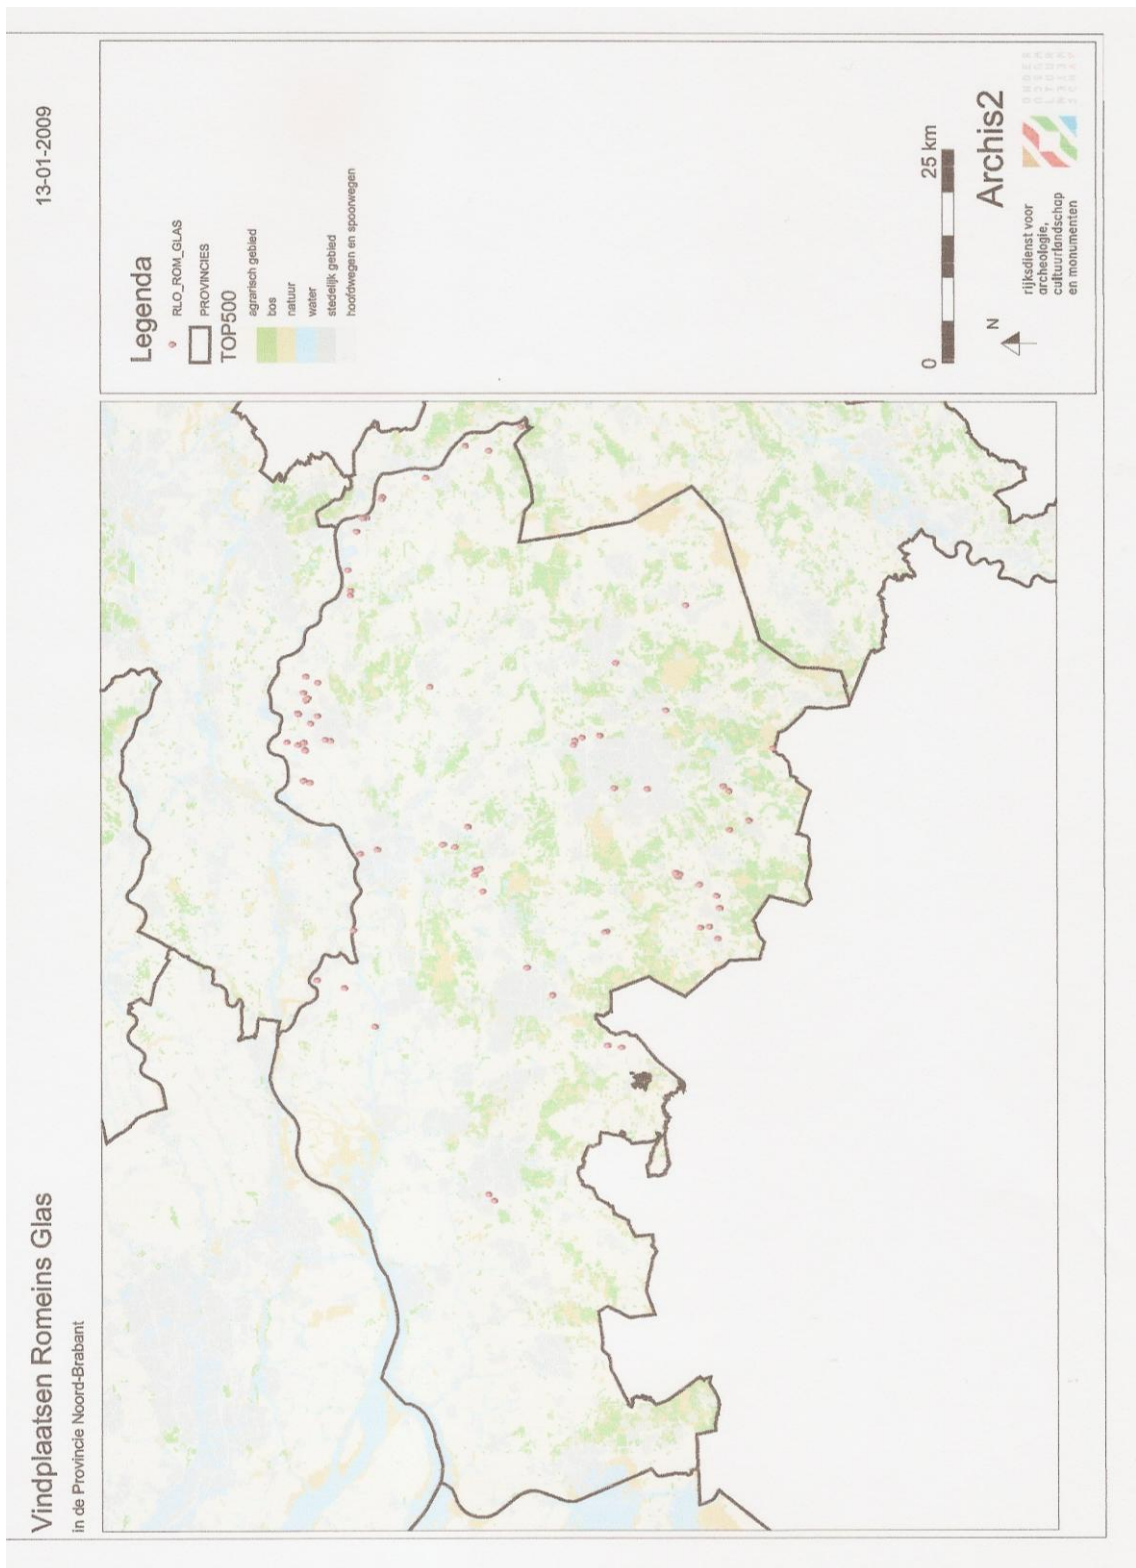 Vindplaatsen Romeins Glas
in de Provincie Noord-Brabant
13-01-2009
Legenda
RLO_ROM_GLAS
PROVINCIES
TOP500
agrarisch gebied
bos
natuur
water
stedelijk gebied
hoofdwegen en spoorwegen
0
25 km
N
Archis2
rijksdienst voor
archeologie,
cultuurlandschap
en monumenten